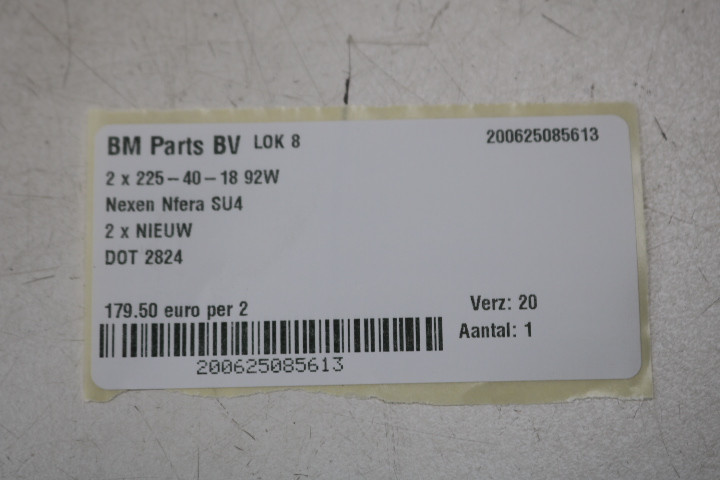 BM Parts BV LOK 8 200625085613
2 x 225-40-18 92W
Nexen Nfera SU4
2 x NIEUW
DOT 2824
179.50 euro per 2 Verz: 20
Aantal: 1
200625085613